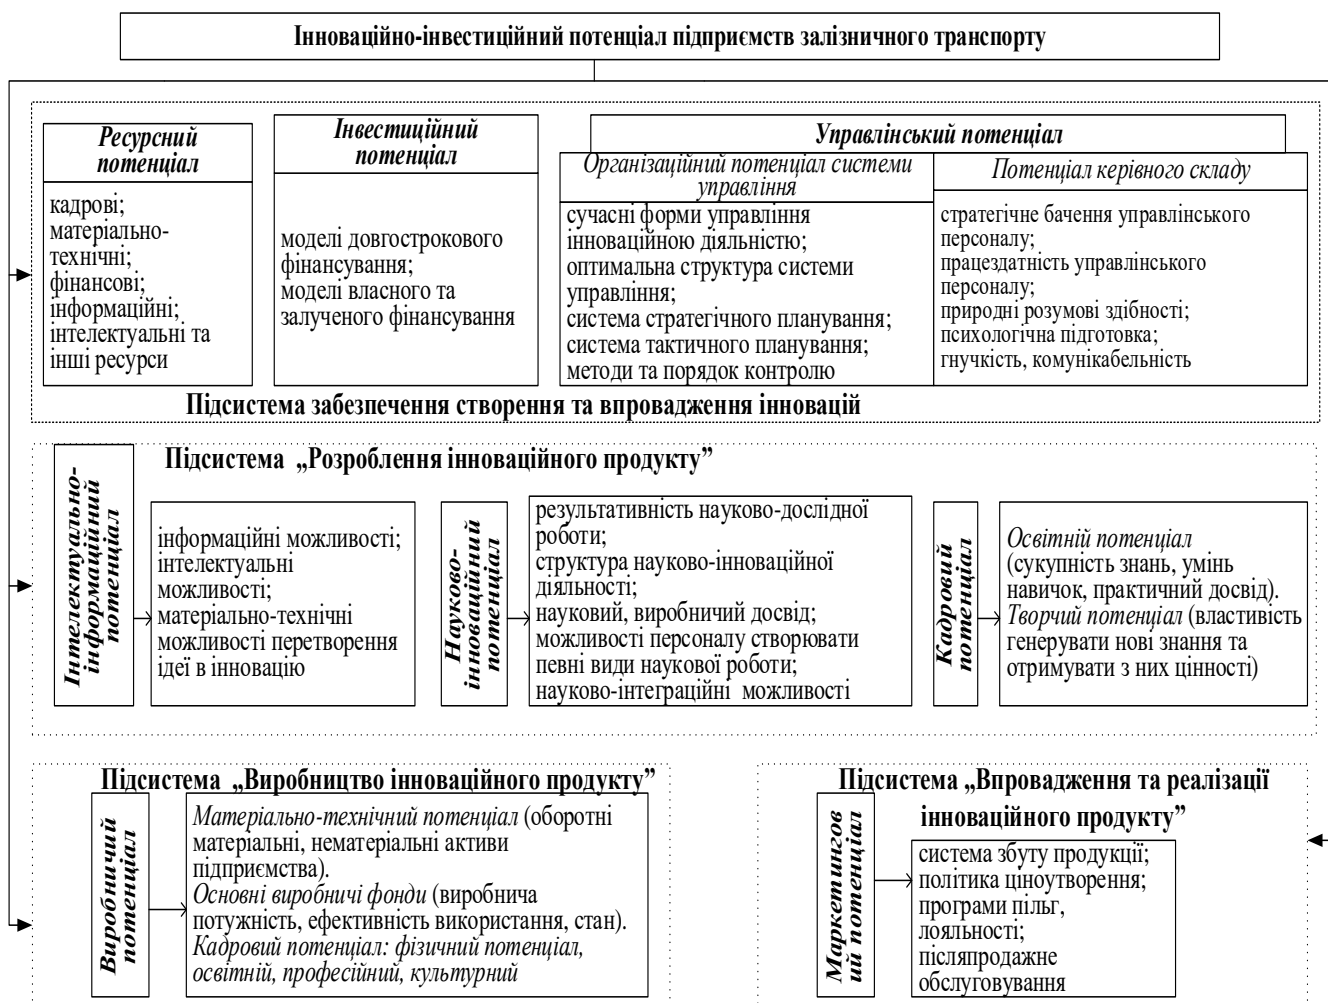 Інноваційно-інвестиційний потенціал підприємств залізничного транспорту
Ресурсний
потенціал
кадрові;
матеріально-
технічні;
фінансові;
інформаційні;
інтелектуальні та
інші ресурси
Інвестиційний
потенціал
моделі довгострокового
фінансування;
моделі власного та
залученого фінансування
Управлінський потенціал
Організаційний потенціал системи
управління
сучасні форми управління
інноваційною діяльністю;
оптимальна структура системи
управління;
система стратегічного планування;
система тактичного планування;
методи та порядок контролю
Потенціал керівного складу
стратегічне бачення управлінського
персоналу;
працездатність управлінського
персоналу;
природні розумові здібності;
психологічна підготовка;
гнучкість, комунікабельність
Підсистема забезпечення створення та впровадження інновацій
Підсистема „Розроблення інноваційного продукту”
Інтелектуально-
інформаційний
потенціал
інформаційні можливості;
інтелектуальні
можливості;
матеріально-технічні
можливості перетворення
ідеї в інновацію
Науково-
інноваційний
потенціал
результативність науково-дослідної
роботи;
структура науково-інноваційної
діяльності;
науковий, виробничий досвід;
можливості персоналу створювати
певні види наукової роботи;
науково-інтеграційні можливості
Кадровий
потенціал
Освітній потенціал
(сукупність знань, умінь
навичок, практичний досвід).
Творчий потенціал (властивість
генерувати нові знання та
отримувати з них цінності)
Підсистема „Виробництво інноваційного продукту”
Виробничий
потенціал
Матеріально-технічний потенціал (оборотні
матеріальні, нематеріальні активи
підприємства).
Основні виробничі фонди (виробнича
потужність, ефективність використання, стан).
Кадровий потенціал: фізичний потенціал,
освітній, професійний, культурний
Підсистема „Впровадження та реалізації
інноваційного продукту”
Маркетингов
ий потенціал
система збуту продукції;
політика ціноутворення;
програми пільг,
лояльності;
післяпродажне
обслуговування